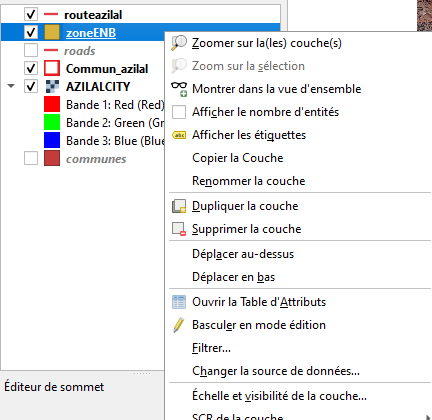 routeazilal
zoneENB
roads
Commun_azilal
AZILALCITY
Bande 1: Red (Red)
Bande 2: Green (Gr
Bande 3: Blue (Blu
communes
Zoomer sur la(les) couche(s)
Zoom sur la sélection
Montrer dans la vue d'ensemble
Afficher le nombre d'entités
abc Afficher les étiquettes
Copier la Couche
Renommer la couche
Dupliquer la couche
Supprimer la couche
Déplacer au-dessus
Déplacer en bas
Ouvrir la Table d'Attributs
Basculer en mode édition
Filtrer...
Changer la source de données...
Échelle et visibilité de la couche...
SCR de la couche
Éditeur de sommet